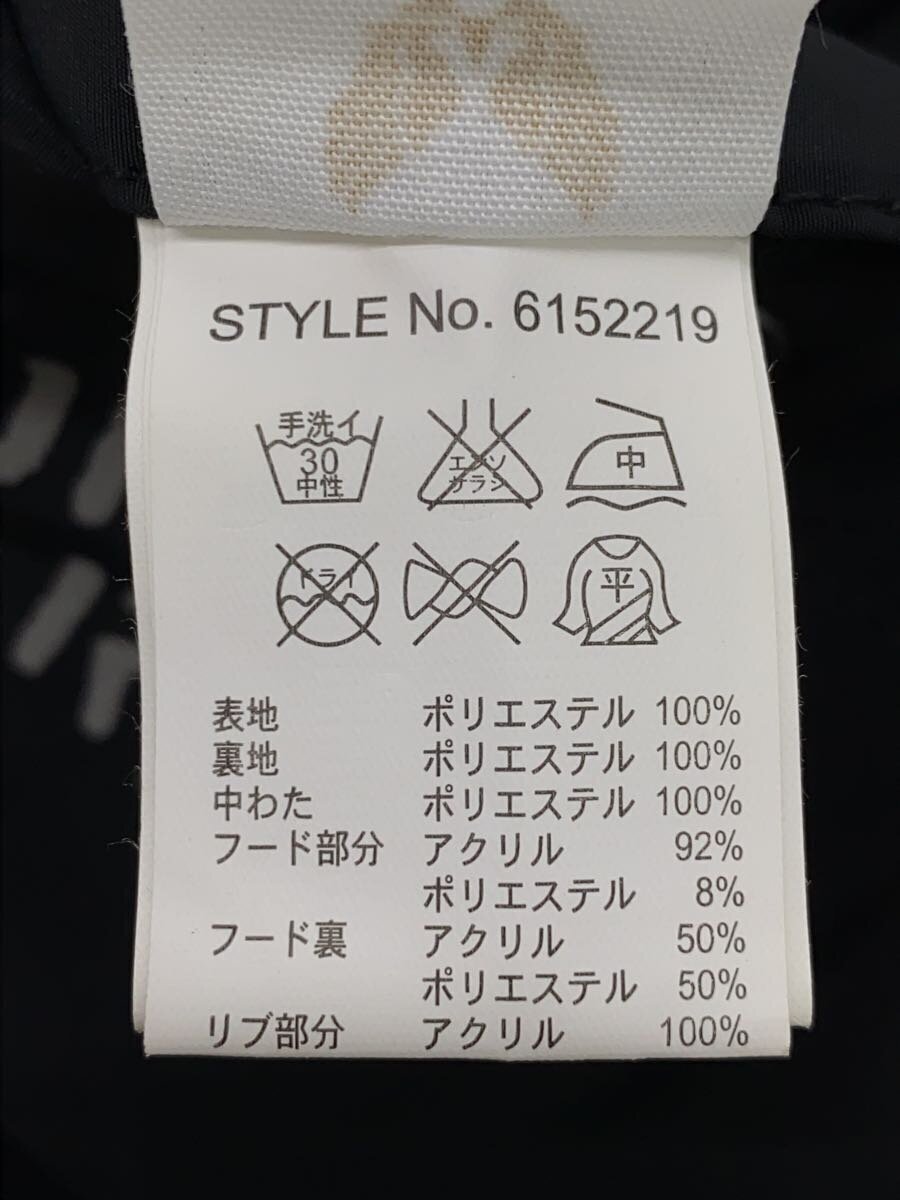 STYLE No. 6152219
手洗イ
30
中性
エンソ
サラシ
中
ドライ
平
表地 ポリエステル 100%
裏地 ポリエステル 100%
中わた ポリエステル 100%
フード部分 アクリル 92%
ポリエステル 8%
フード裏 アクリル 50%
ポリエステル 50%
リブ部分 アクリル 100%